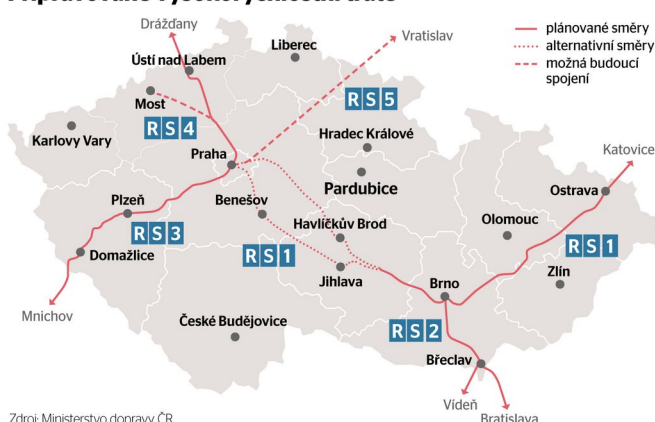 Drážďany
Vratislav
plánované směry
alternativní směry
možná budoucí
spojení
Ústí nad Labem
Liberec
Most
RS5
RS4
Karlovy Vary
Hradec Králové
Praha
Katovice
Pardubice
Plzeň
Benešov
Ostrava
Havlíčkův Brod
Olomouc
RS3
RS1
RS1
Domažlice
Jihlava
Zlín
Brno
Mnichov
České Budějovice
RS2
Břeclav
Vídeň
Bratislava
Zdroj: Ministerstvo dopravy ČR